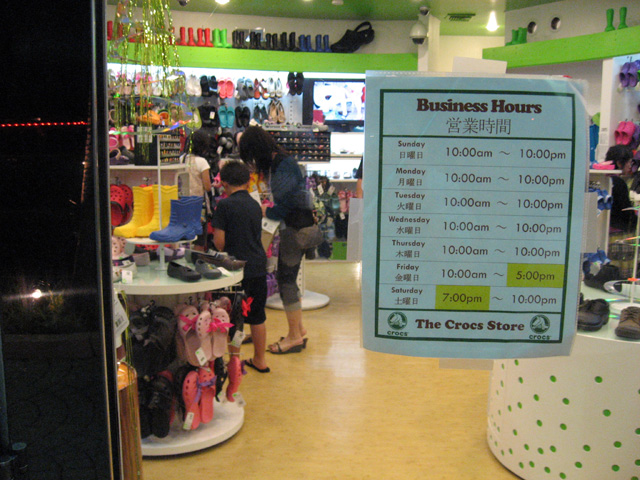 Business Hours
営業時間
Sunday
日曜日 10:00am ~ 10:00pm
Monday
月曜日 10:00am ~ 10:00pm
Tuesday
火曜日 10:00am ~ 10:00pm
Wednesday
水曜日 10:00am ~ 10:00pm
Thursday
木曜日 10:00am ~ 10:00pm
Friday
金曜日 10:00am ~ 5:00pm
Saturday
土曜日 7:00pm ~ 10:00pm
crocs The Crocs Store crocs